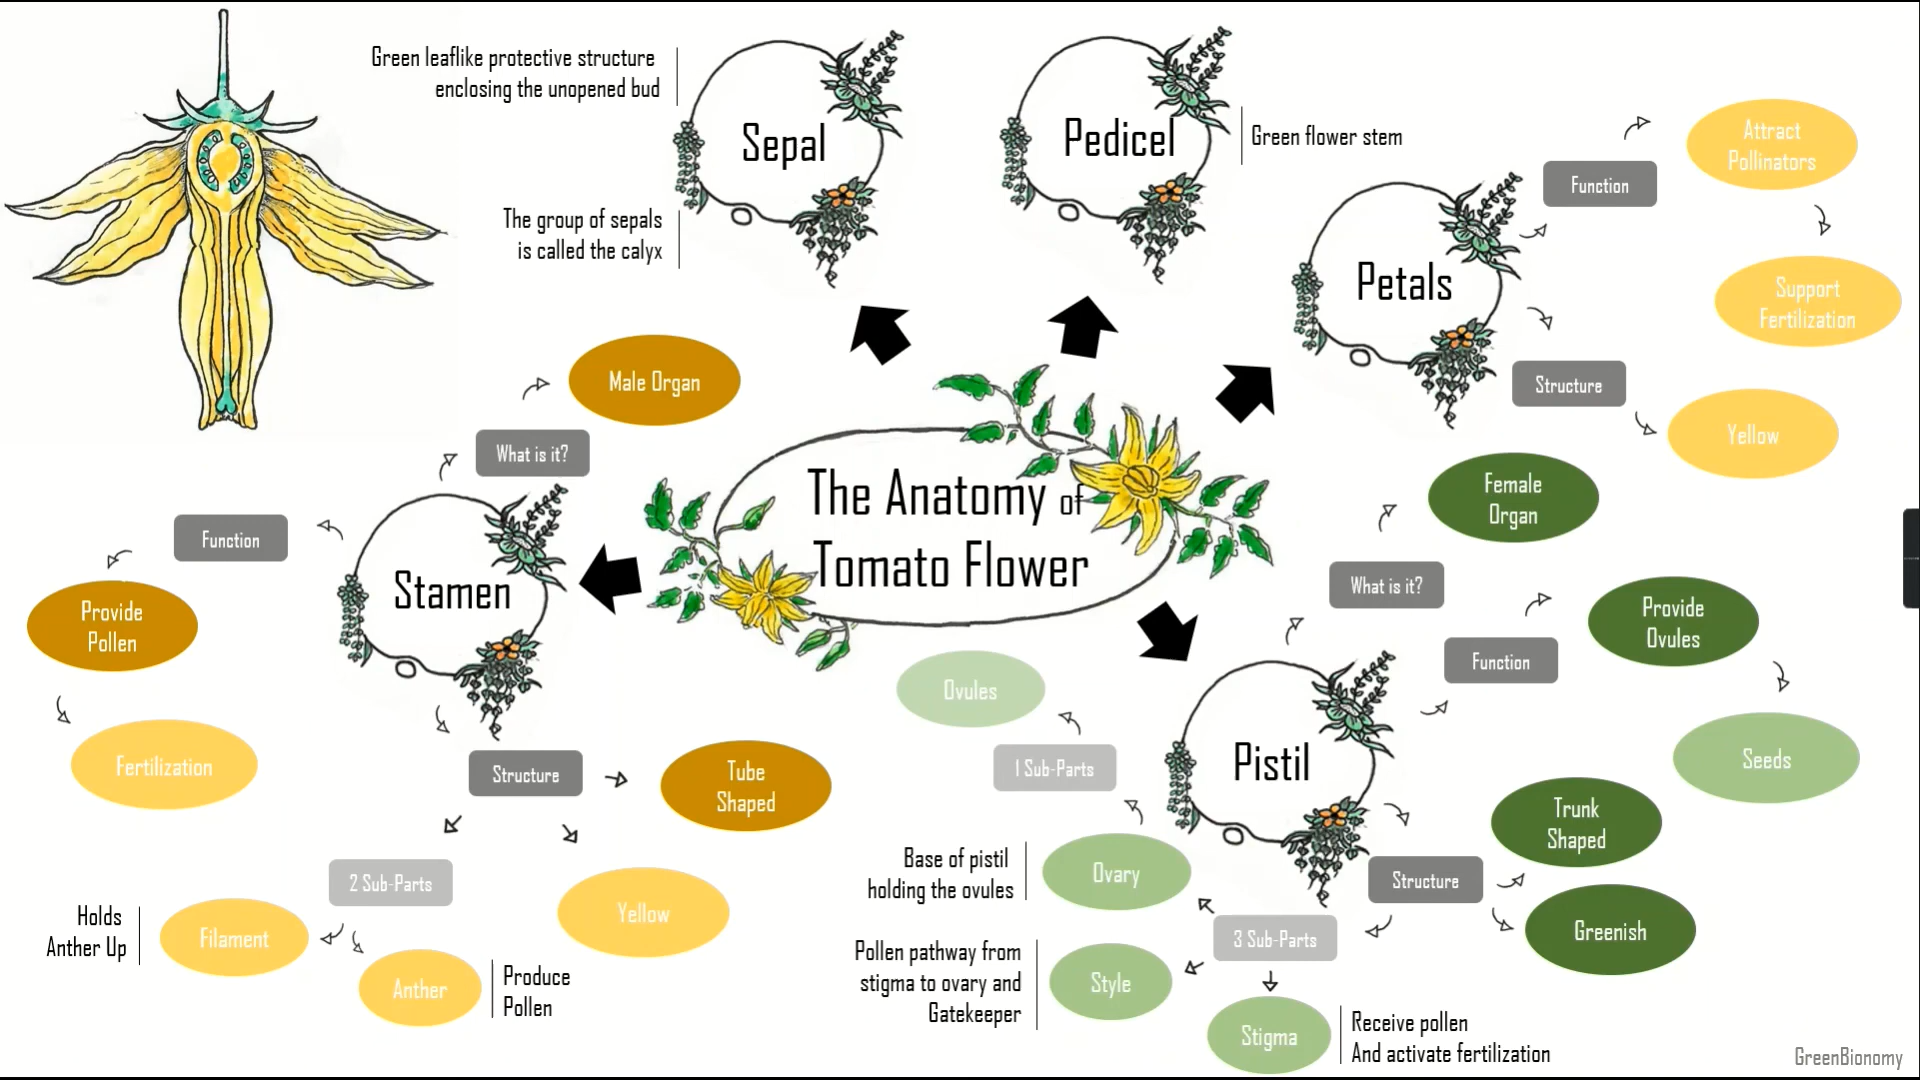 Green leaflike protective structure
enclosing the unopened bud
Sepal
The group of sepals
is called the calyx
Pedicel
Green flower stem
Petals
Function
Attract
Pollinators
Support
Fertilization
Structure
Yellow
The Anatomy of
Tomato Flower
Stamen
What is it?
Male Organ
Function
Provide
Pollen
Fertilization
Structure
Tube
Shaped
Yellow
2 Sub-Parts
Filament
Holds
Anther Up
Anther
Produce
Pollen
Pistil
What is it?
Female
Organ
Function
Provide
Ovules
Seeds
Structure
Trunk
Shaped
Greenish
3 Sub-Parts
Ovary
Base of pistil
holding the ovules
1 Sub-Parts
Ovules
Style
Pollen pathway from
stigma to ovary and
Gatekeeper
Stigma
Receive pollen
And activate fertilization
GreenBionomy